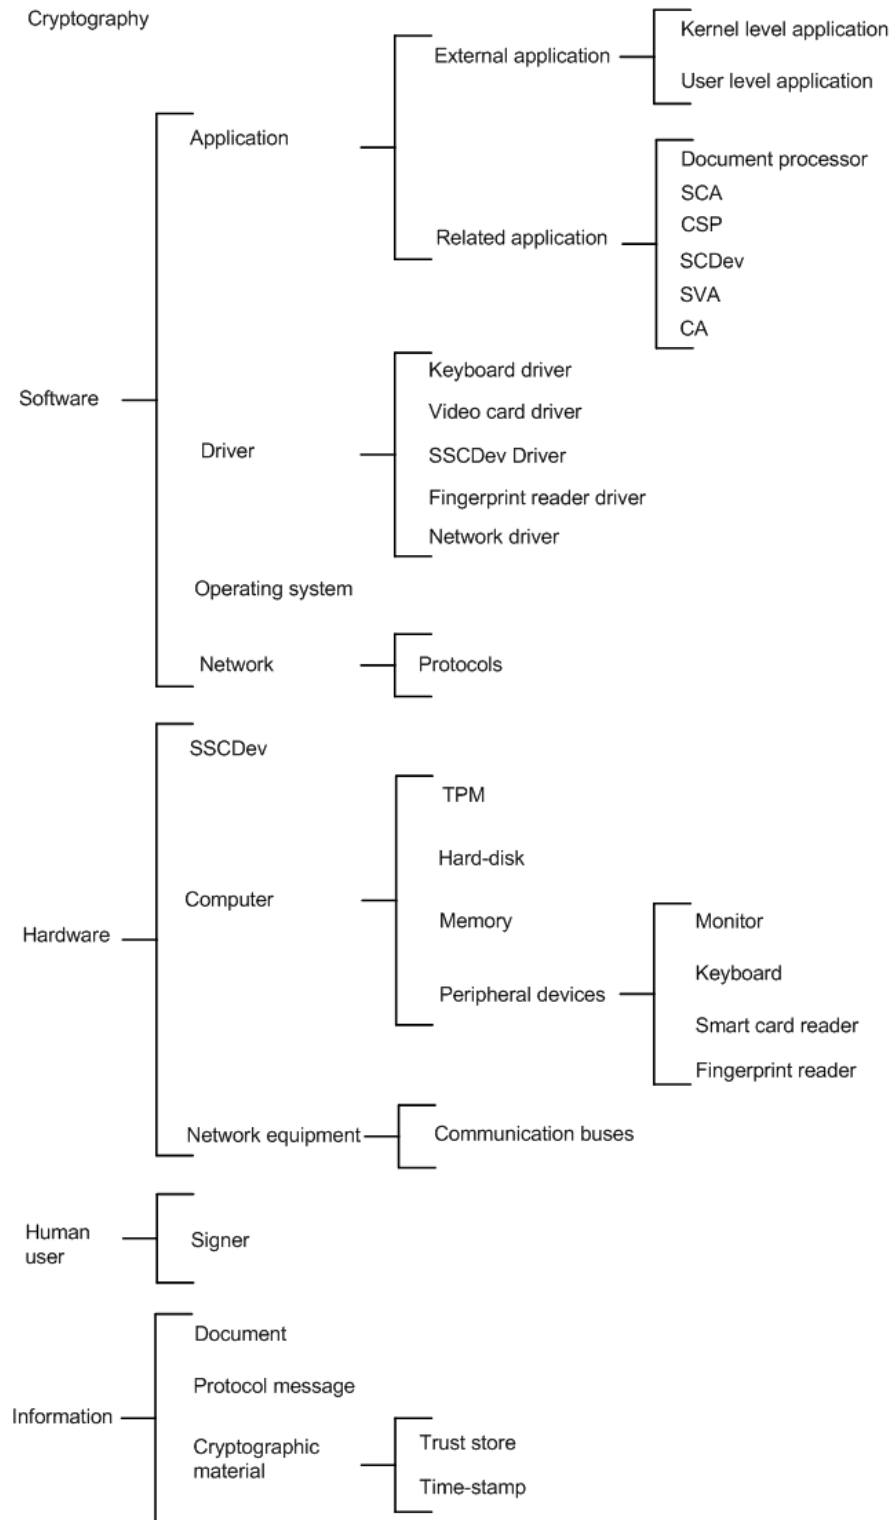 Cryptography
Kernel level application
External application
User level application
Application
Document processor
SCA
CSP
Related application
SCDev
SVA
CA
Keyboard driver
Software
Video card driver
Driver
SSCDev Driver
Fingerprint reader driver
Network driver
Operating system
Network
Protocols
SSCDev
TPM
Hard-disk
Computer
Memory
Monitor
Hardware
Keyboard
Peripheral devices
Smart card reader
Fingerprint reader
Network equipment
Communication buses
Human
user
Signer
Document
Protocol message
Information
Cryptographic
material
Trust store
Time-stamp